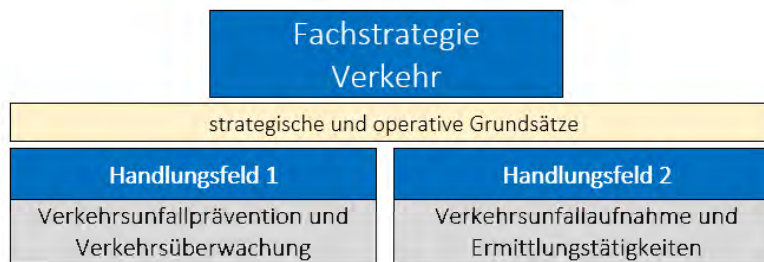 Fachstrategie
Verkehr
strategische und operative Grundsätze
Handlungsfeld 1
Verkehrsunfallprävention und
Verkehrsüberwachung
Handlungsfeld 2
Verkehrsunfallaufnahme und
Ermittlungstätigkeiten